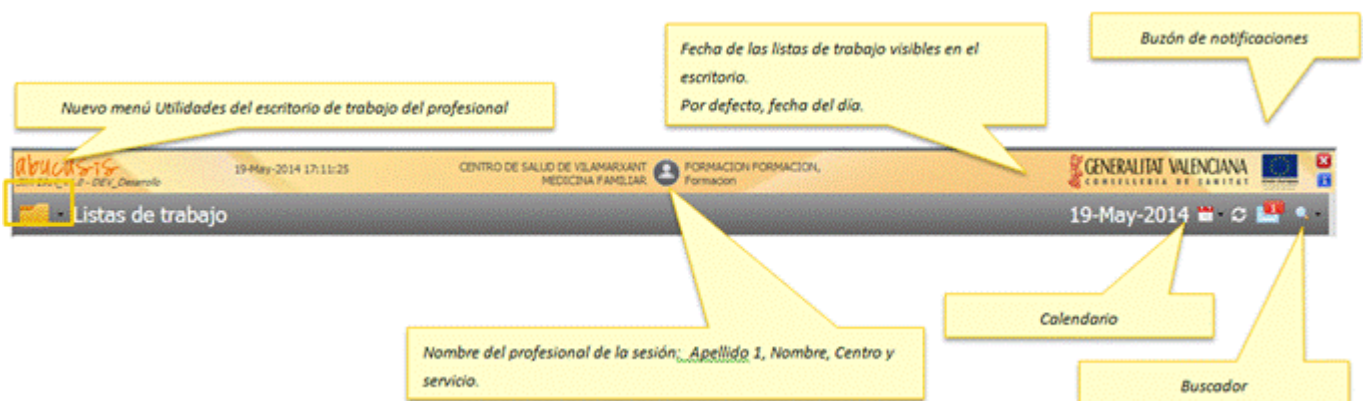 Buzón de notificaciones
Fecha de las listas de trabajo visibles en el
escritorio.
Por defecto, fecha del día.
Nuevo menú Utilidades del escritorio de trabajo del profesional
abucasis
DEV_Desarrollo
19-May-2014 17:11:25
CENTRO DE SALUD DE VILAMARXANT
MEDICINA FAMILIAR
FORMACION FORMACION,
Formacion
GENERALITAT VALENCIANA
CONSELLERIA DE SANITAT
Listas de trabajo
19-May-2014
1
Calendario
Nombre del profesional de la sesión: Apellido 1, Nombre, Centro y
servicio.
Buscador